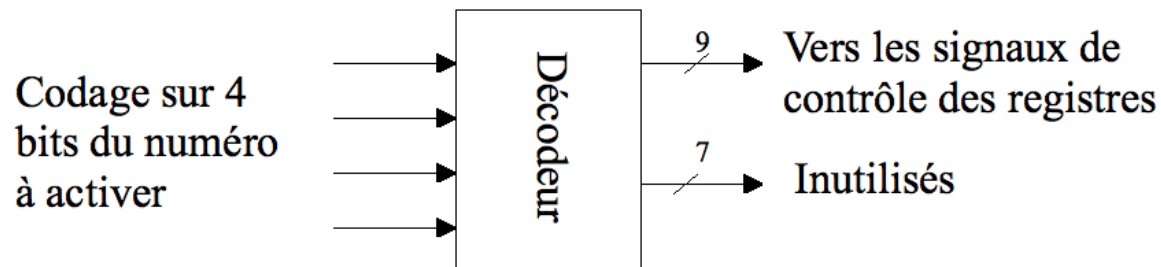 Codage sur 4
bits du numéro
à activer
Décodeur
9
Vers les signaux de
contrôle des registres
7
Inutilisés